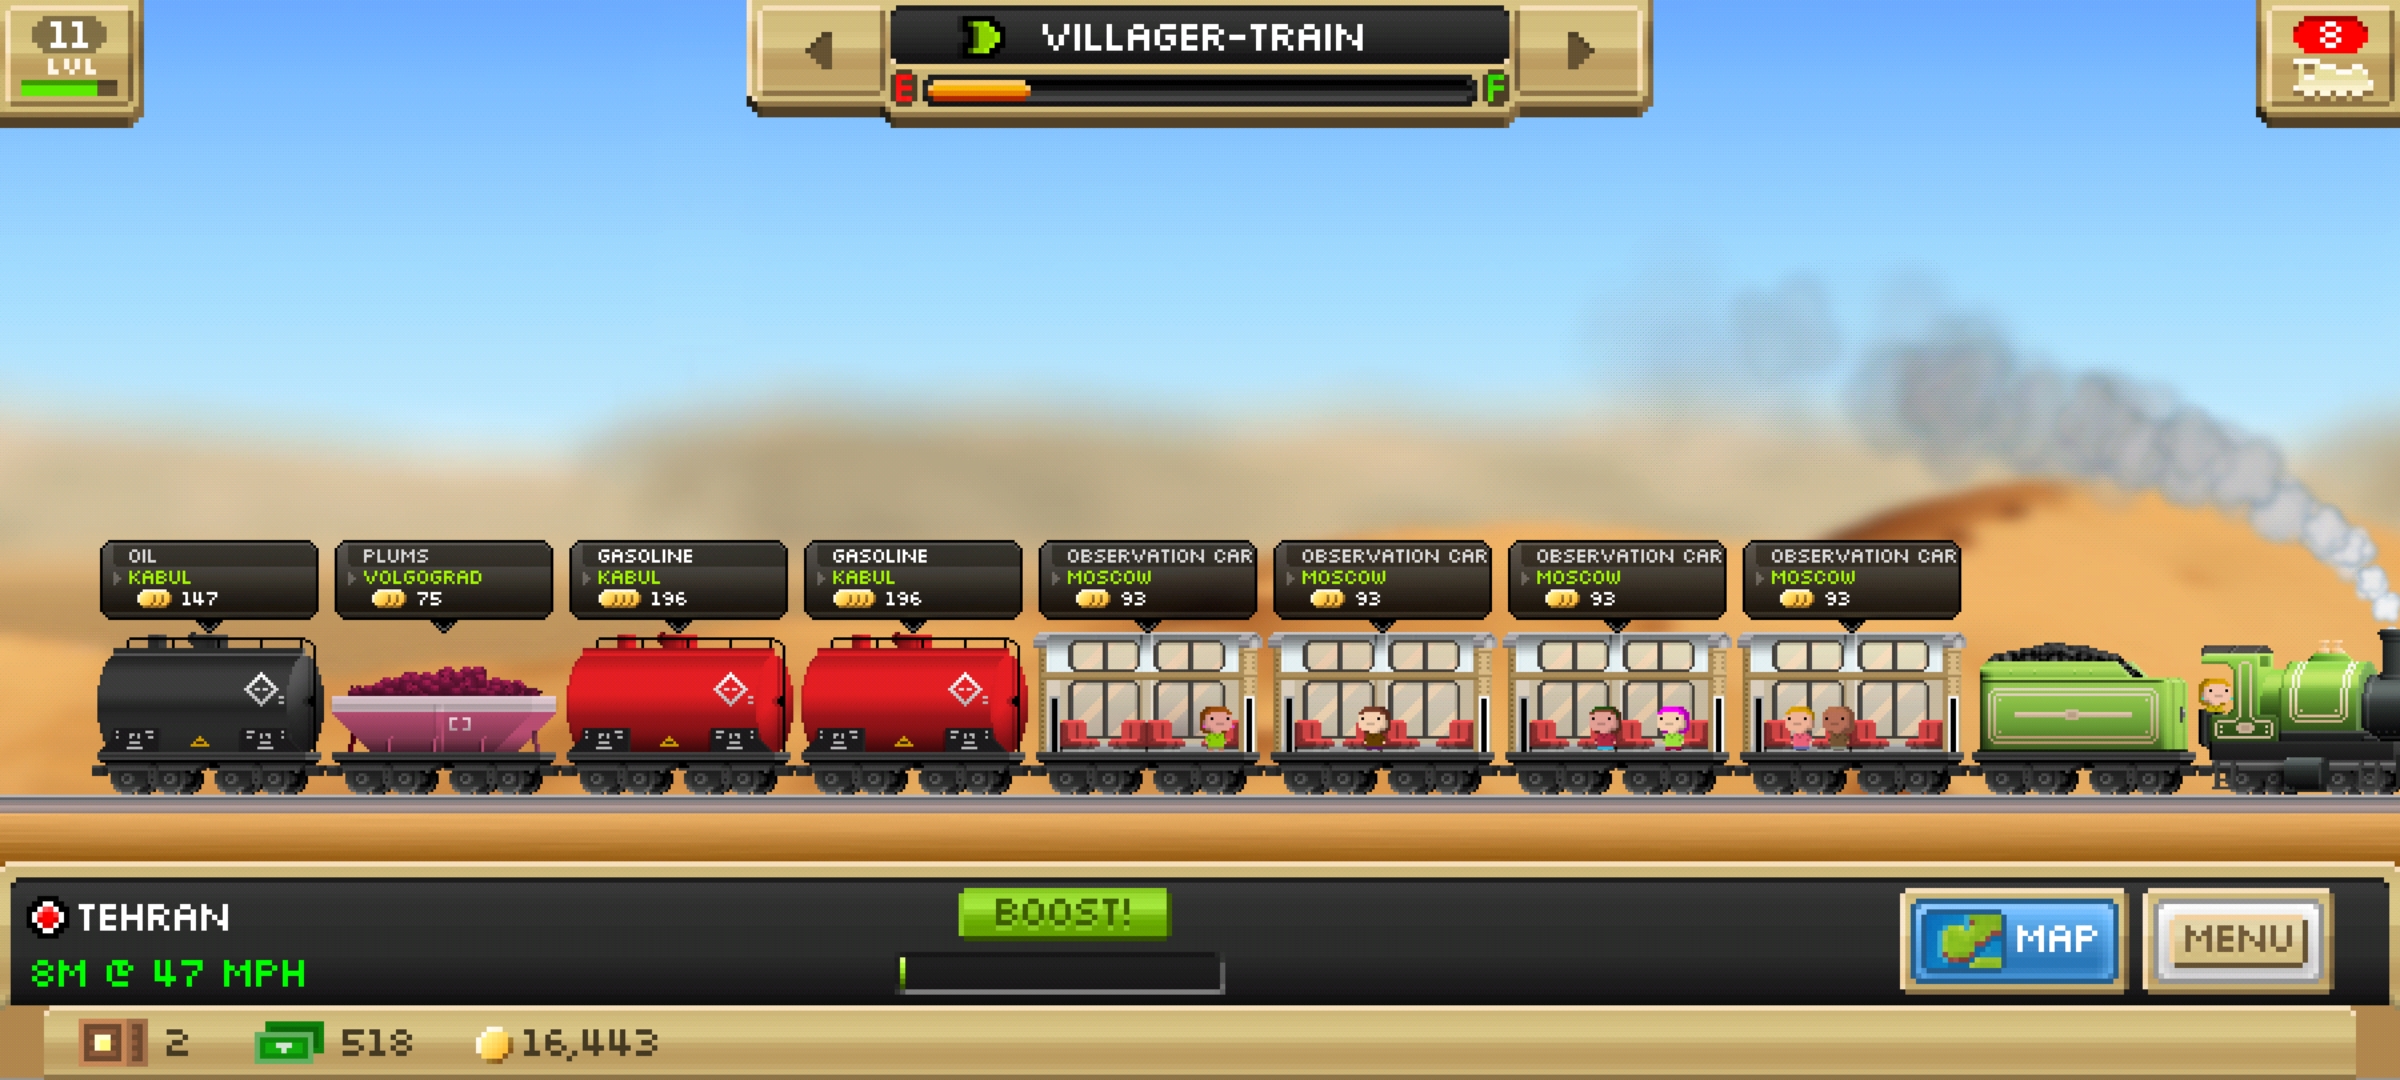 11
LVL
VILLAGER-TRAIN
E F
8
OIL
KABUL
147
PLUMS
VOLGOGRAD
75
GASOLINE
KABUL
196
GASOLINE
KABUL
196
OBSERVATION CAR
MOSCOW
93
OBSERVATION CAR
MOSCOW
93
OBSERVATION CAR
MOSCOW
93
OBSERVATION CAR
MOSCOW
93
TEHRAN
8M @ 47 MPH
BOOST!
MAP
MENU
2
518
16,443